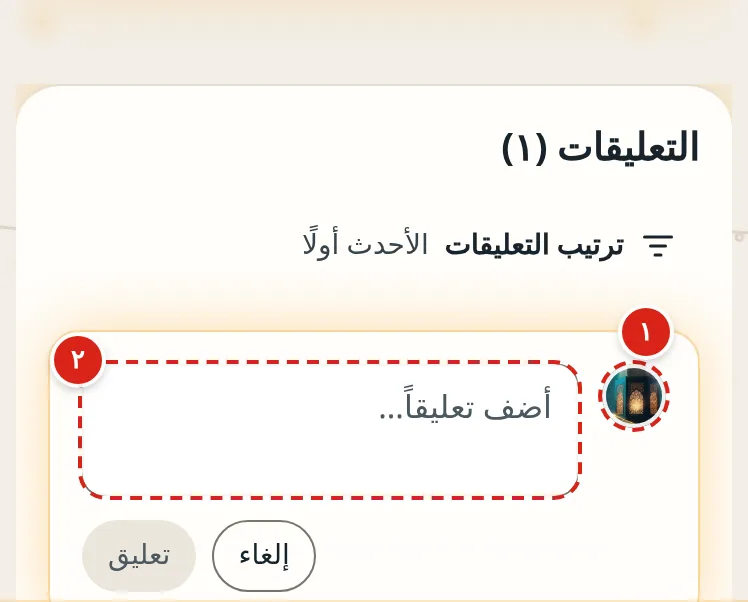 التعليقات (١)
ترتيب التعليقات الأحدث أولًا
١
٢
أضف تعليقاً...
إلغاء
تعليق